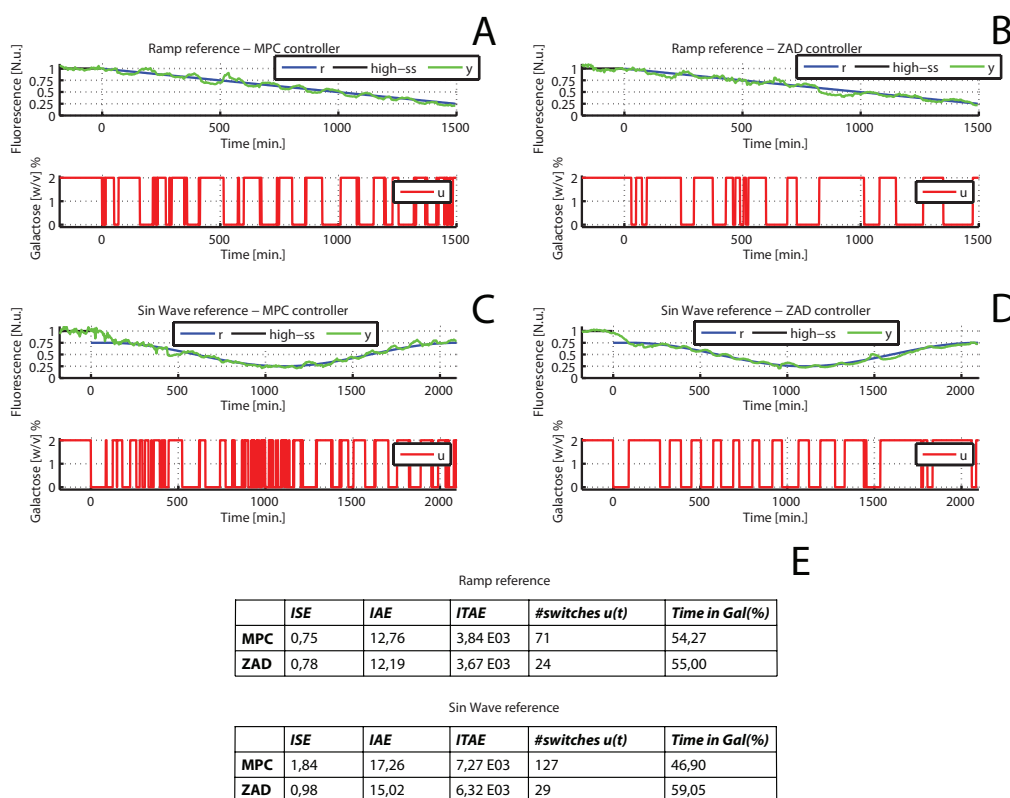 A
Ramp reference – MPC controller
r high–ss y
Fluorescence [N.u.]
1
0.75
0.5
0.25
0 500 1000 1500
Time [min.]
Galactose [w/v] %
2
1
0
u
0 500 1000 1500
Time [min.]
B
Ramp reference – ZAD controller
r high–ss y
Fluorescence [N.u.]
1
0.75
0.5
0.25
0 500 1000 1500
Time [min.]
Galactose [w/v] %
2
1
0
u
0 500 1000 1500
Time [min.]
C
Sin Wave reference – MPC controller
r high–ss y
Fluorescence [N.u.]
1
0.75
0.5
0.25
0
0 500 1000 1500 2000
Time [min.]
Galactose [w/v] %
2
1
0
u
0 500 1000 1500 2000
Time [min.]
D
Sin Wave reference – ZAD controller
r high–ss y
Fluorescence [N.u.]
1
0.75
0.5
0.25
0
0 500 1000 1500 2000
Time [min.]
Galactose [w/v] %
2
1
0
u
0 500 1000 1500 2000
Time [min.]
E
Ramp reference
ISE IAE ITAE #switches u(t) Time in Gal(%)
MPC 0,75 12,76 3,84 E03 71 54,27
ZAD 0,78 12,19 3,67 E03 24 55,00
Sin Wave reference
ISE IAE ITAE #switches u(t) Time in Gal(%)
MPC 1,84 17,26 7,27 E03 127 46,90
ZAD 0,98 15,02 6,32 E03 29 59,05